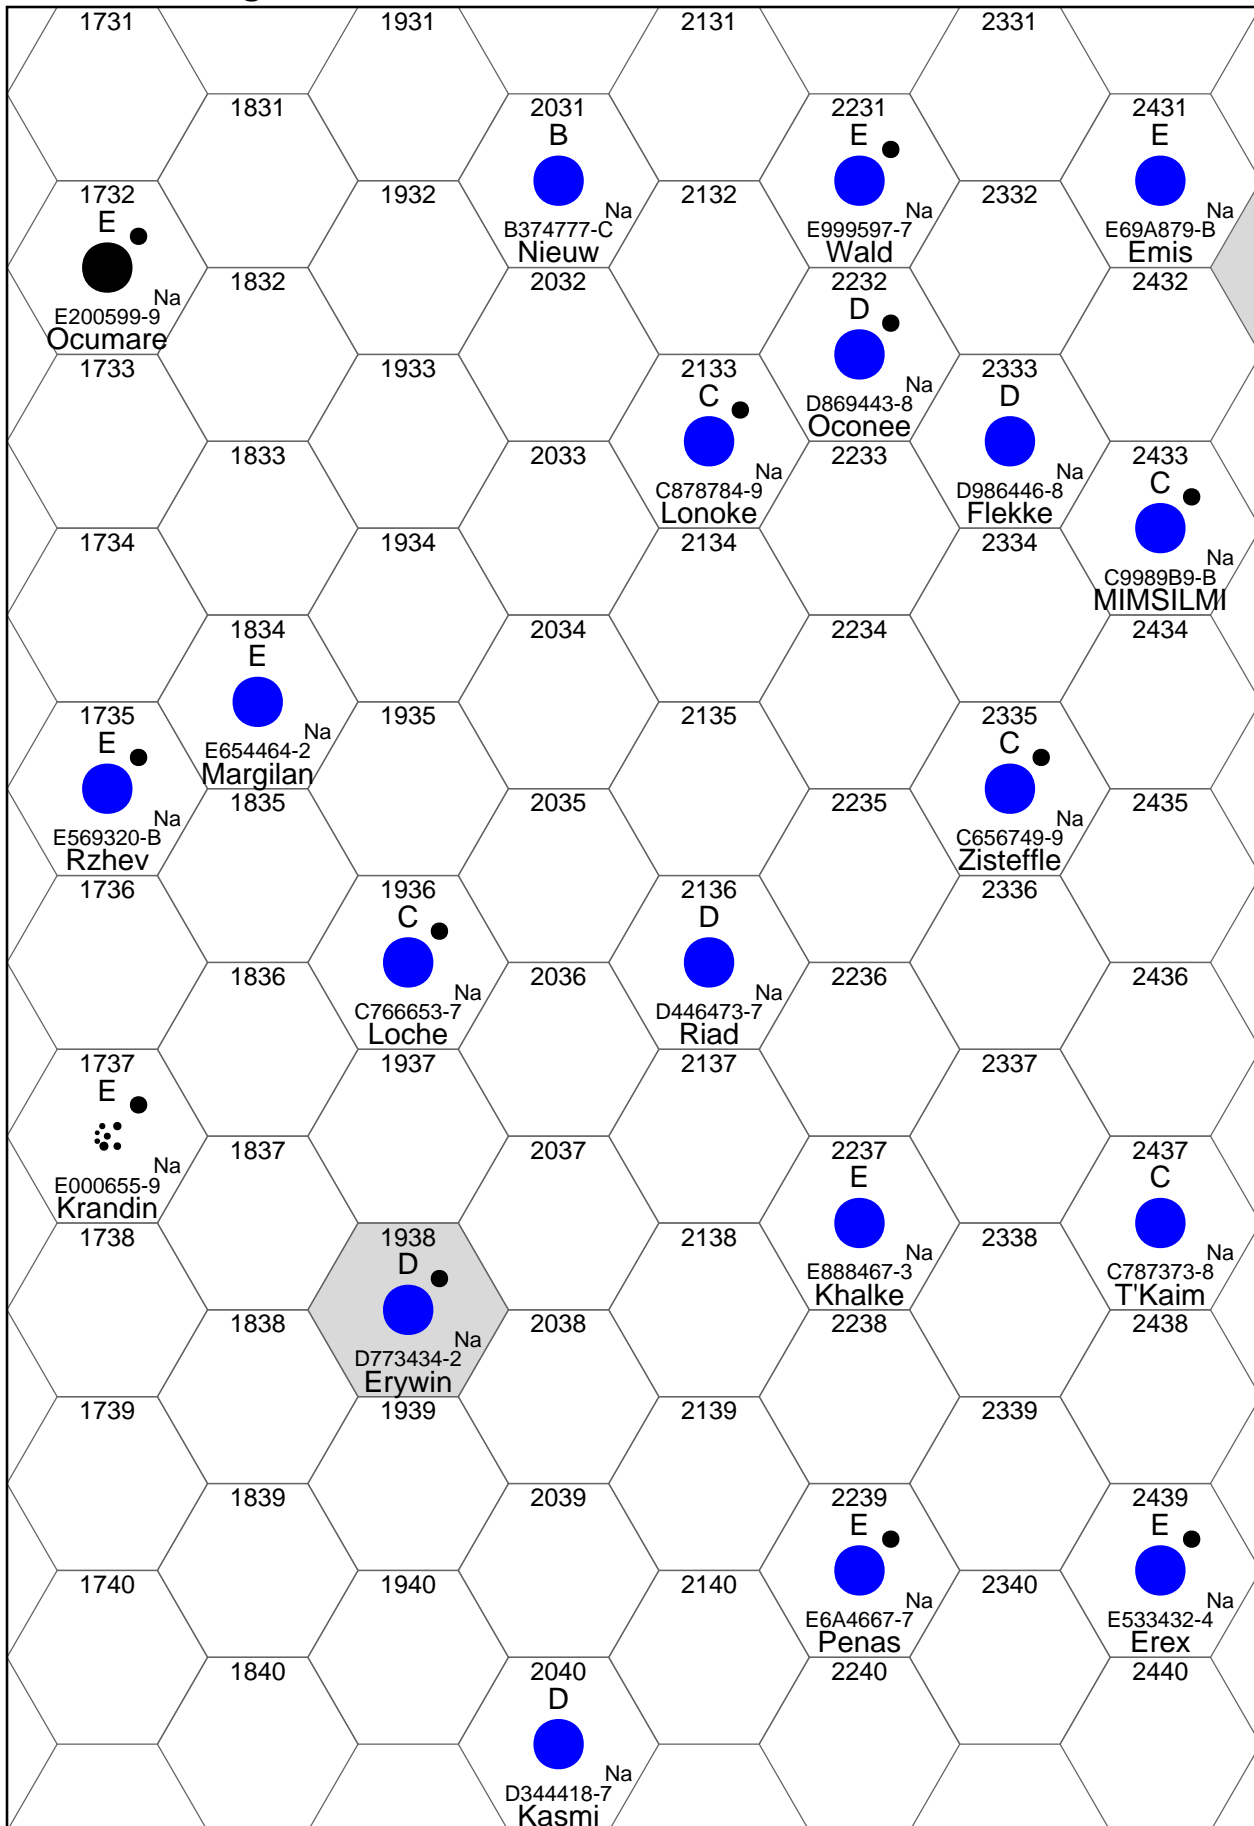 1731 1931 2131 2331
1831 2031 2231 2431
B E E
Na Na Na
B374777-C E999597-7 E69A879-B
Nieuw Wald Emis
1732 1932 2132 2332
E
Na
E200599-9
Ocumare
1832 2032 2232 2432
D
Na
D869443-8
Oconee
1733 1933 2133 2333
C D
Na Na
C878784-9 D986446-8
Lonoke Flekke
1833 2033 2233 2433
C
Na
C9989B9-B
MIMSILMI
1734 1934 2134 2334
1834 2034 2234 2434
E
Na
E654464-2
Margilan
1735 1935 2135 2335
E C
Na Na
E569320-B C656749-9
Rzhev Zisteffle
1835 2035 2235 2435
1736 1936 2136 2336
C D
Na Na
C766653-7 D446473-7
Loche Riad
1836 2036 2236 2436
1737 1937 2137 2337
E
Na
E000655-9
Krandin
1837 2037 2237 2437
E C
Na Na
E888467-3 C787373-8
Khalke T'Kaim
1738 1938 2138 2338
D
Na
D773434-2
Erywin
1838 2038 2238 2438
1739 1939 2139 2339
1839 2039 2239 2439
E E
Na Na
E6A4667-7 E533432-4
Penas Erex
1740 1940 2140 2340
1840 2040 2240 2440
D
Na
D344418-7
Kasmi